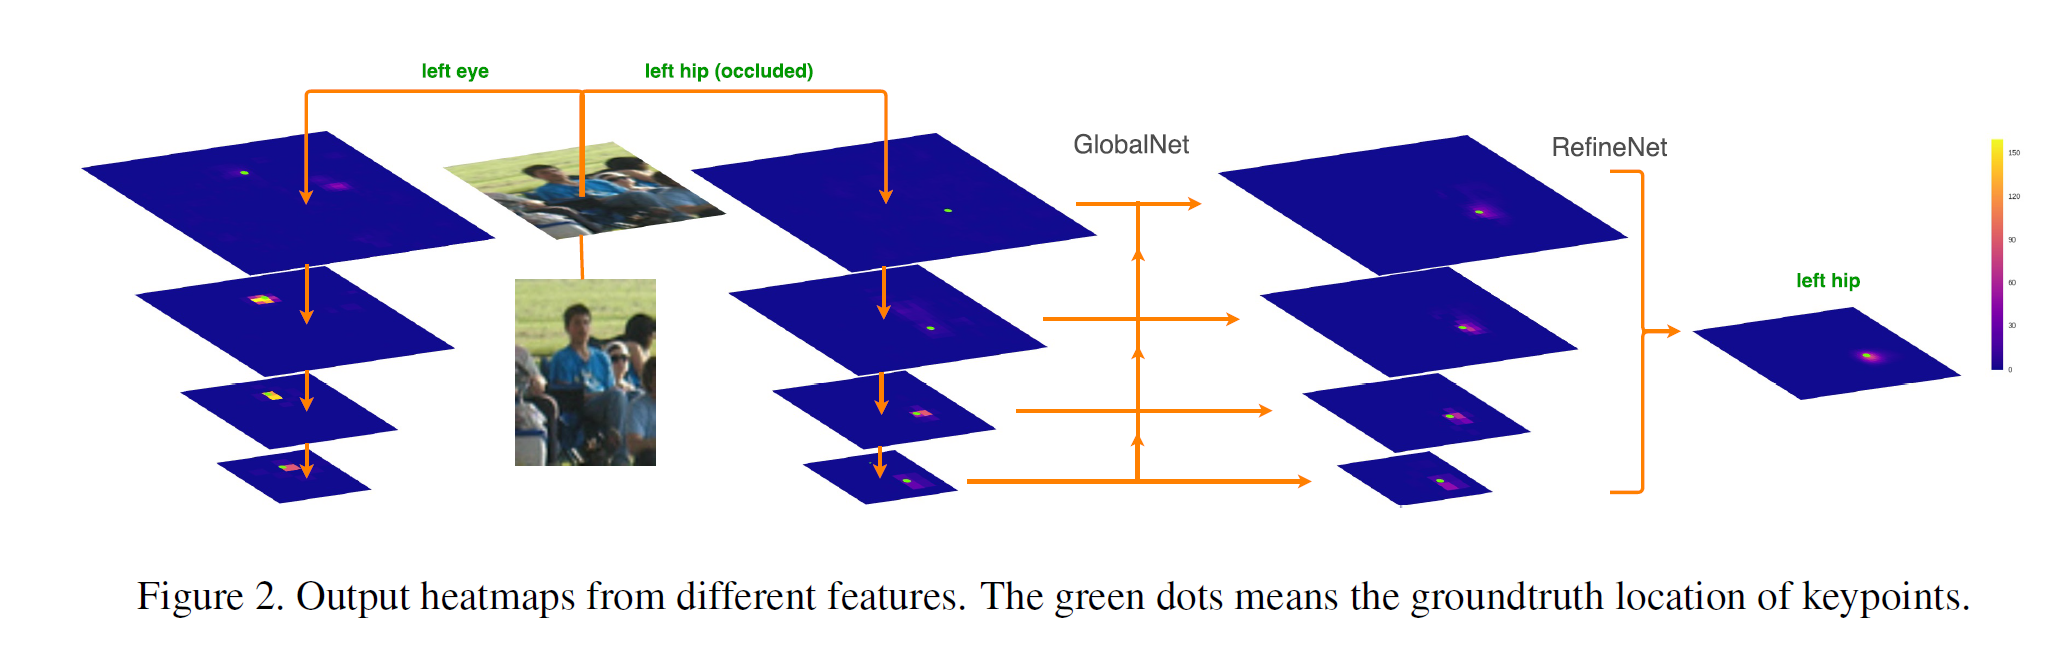 left eye
left hip (occluded)
GlobalNet
RefineNet
left hip
150
120
90
60
30
0
Figure 2. Output heatmaps from different features. The green dots means the groundtruth location of keypoints.